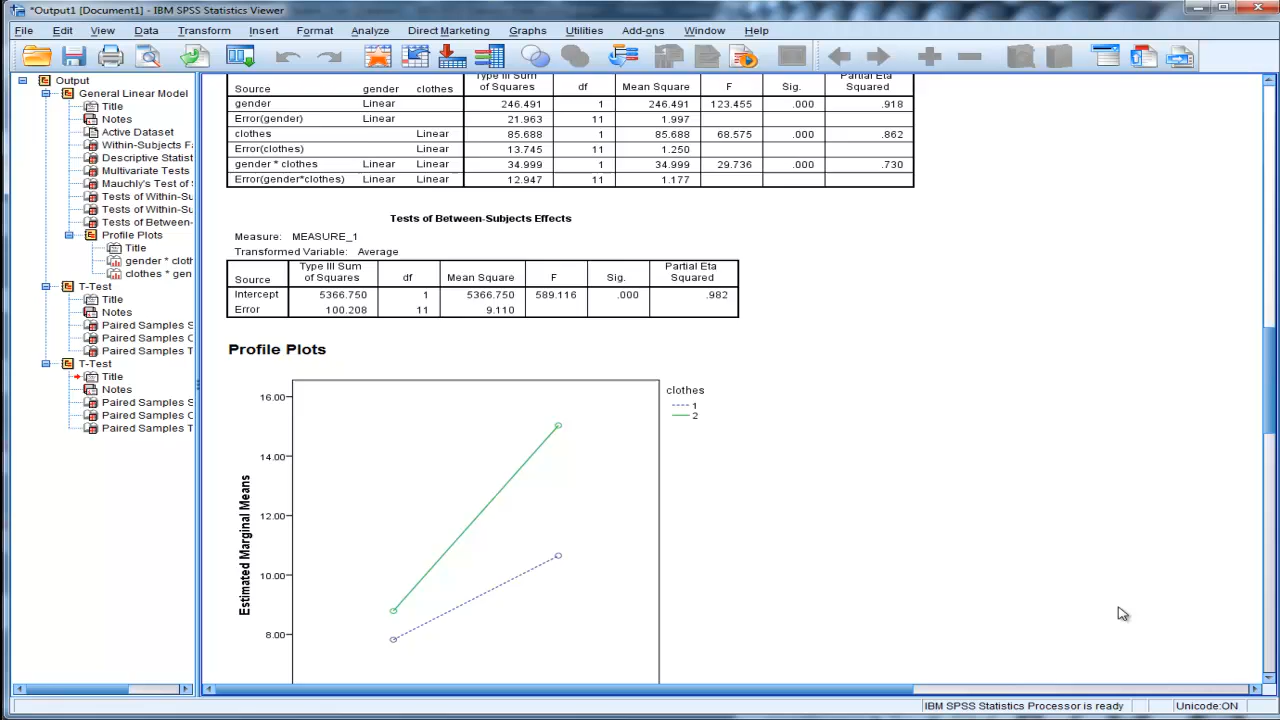 *Output1 [Document1] - IBM SPSS Statistics Viewer
File Edit View Data Transform Insert Format Analyze Direct Marketing Graphs Utilities Add-ons Window Help
Output
General Linear Model
Title
Notes
Active Dataset
Within-Subjects F
Descriptive Statist
Multivariate Tests
Mauchly's Test of
Tests of Within-Su
Tests of Within-Su
Tests of Between-
Profile Plots
Title
gender * cloth
clothes * gen
T-Test
Title
Notes
Paired Samples S
Paired Samples C
Paired Samples T
T-Test
Title
Notes
Paired Samples S
Paired Samples C
Paired Samples T
Source gender clothes Type III Sum of Squares df Mean Square F Sig. Partial Eta Squared
gender Linear 246.491 1 246.491 123.455 .000 .918
Error(gender) Linear 21.963 11 1.997
clothes Linear 85.688 1 85.688 68.575 .000 .862
Error(clothes) Linear 13.745 11 1.250
gender * clothes Linear Linear 34.999 1 34.999 29.736 .000 .730
Error(gender*clothes) Linear Linear 12.947 11 1.177
Tests of Between-Subjects Effects
Measure: MEASURE_1
Transformed Variable: Average
Source Type III Sum of Squares df Mean Square F Sig. Partial Eta Squared
Intercept 5366.750 1 5366.750 589.116 .000 .982
Error 100.208 11 9.110
Profile Plots
16.00
14.00
12.00
10.00
8.00
Estimated Marginal Means
clothes
1
2
IBM SPSS Statistics Processor is ready Unicode:ON